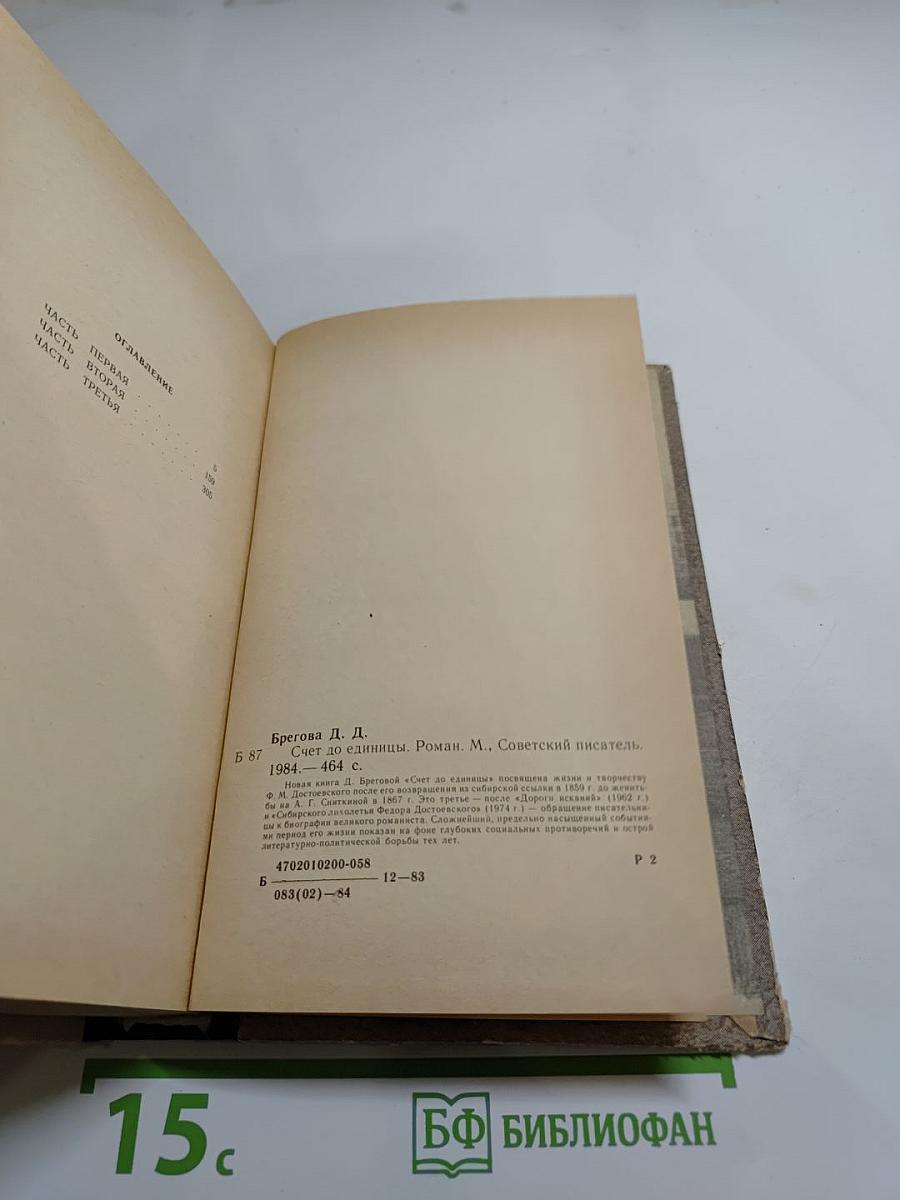 ОГЛАВЛЕНИЕ
ЧАСТЬ ПЕРВАЯ . . . . . 5
ЧАСТЬ ВТОРАЯ . . . . . 159
ЧАСТЬ ТРЕТЬЯ . . . . . 305
Брегова Д. Д.
Б 87 Счет до единицы. Роман. М., Советский писатель,
1984.— 464 с.
Новая книга Д. Бреговой «Счет до единицы» посвящена жизни и творчеству
Ф. М. Достоевского после его возвращения из сибирской ссылки в 1859 г. до женить-
бы на А. Г. Сниткиной в 1867 г. Это третье — после «Дороги исканий» (1962 г.)
и «Сибирского лихолетья Федора Достоевского» (1974 г.) — обращение писательни-
цы к биографии великого романиста. Сложнейший, предельно насыщенный события-
ми период его жизни показан на фоне глубоких социальных противоречий и острой
литературно-политической борьбы тех лет.
4702010200-058
Б ——— 12—83
083(02)—84
Р 2
15 с
БФ БИБЛИОФАН